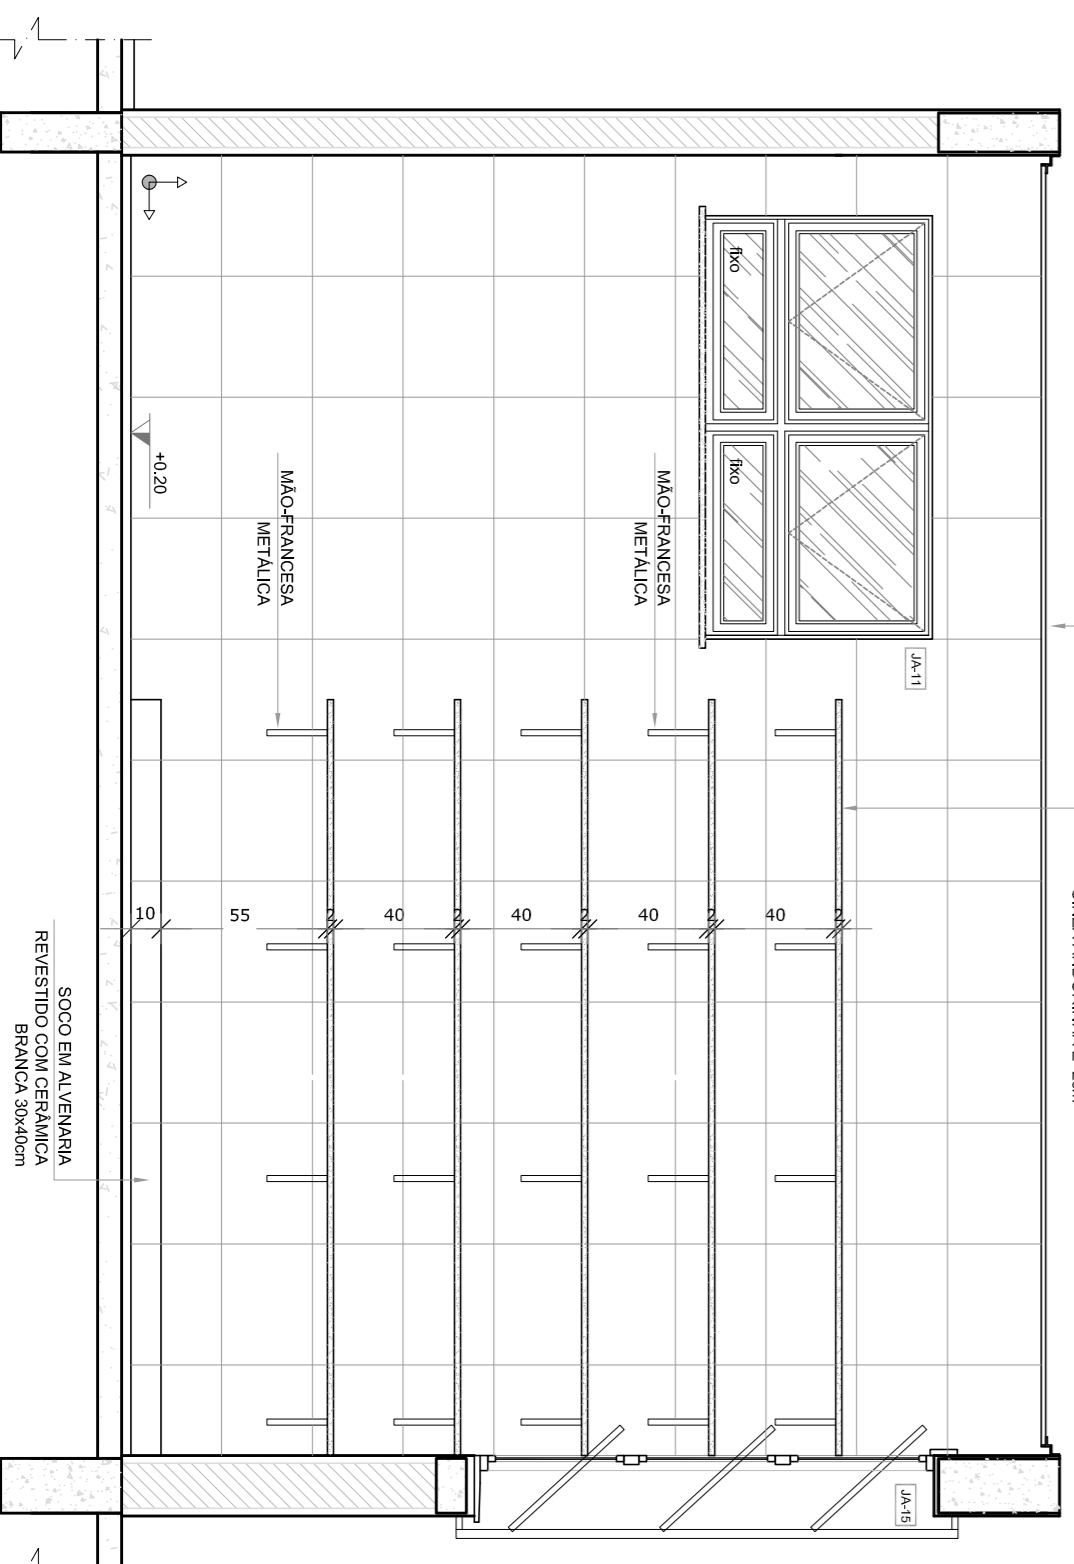 JA-11
fixo
fixo
MÃO-FRANCESA
METÁLICA
MÃO-FRANCESA
METÁLICA
+0.20
10
55
2
40
2
40
2
40
2
40
2
JA-15
SOCO EM ALVENARIA
REVESTIDO COM CERÂMICA
BRANCA 30x40cm